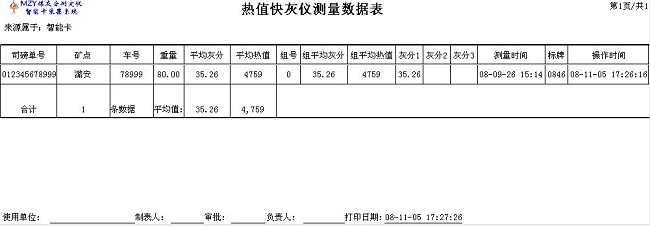 MZY煤灰分测定仪
智能卡采集系统
热值快灰仪测量数据表
第1页/共1
来源属于: 智能卡
司磅单号 矿点 车号 重量 平均灰分 平均热值 组号 组平均灰分 组平均热值 灰分1 灰分2 灰分3 测量时间 标牌 操作时间
012345678999 潞安 78999 80.00 35.26 4759 0 35.26 4759 35.26 08-09-26 15:14 0846 08-11-05 17:26:16
合计 1 条数据 平均值: 35.26 4,759
使用单位: 制表人: 审批: 负责人: 打印日期: 08-11-05 17:27:26